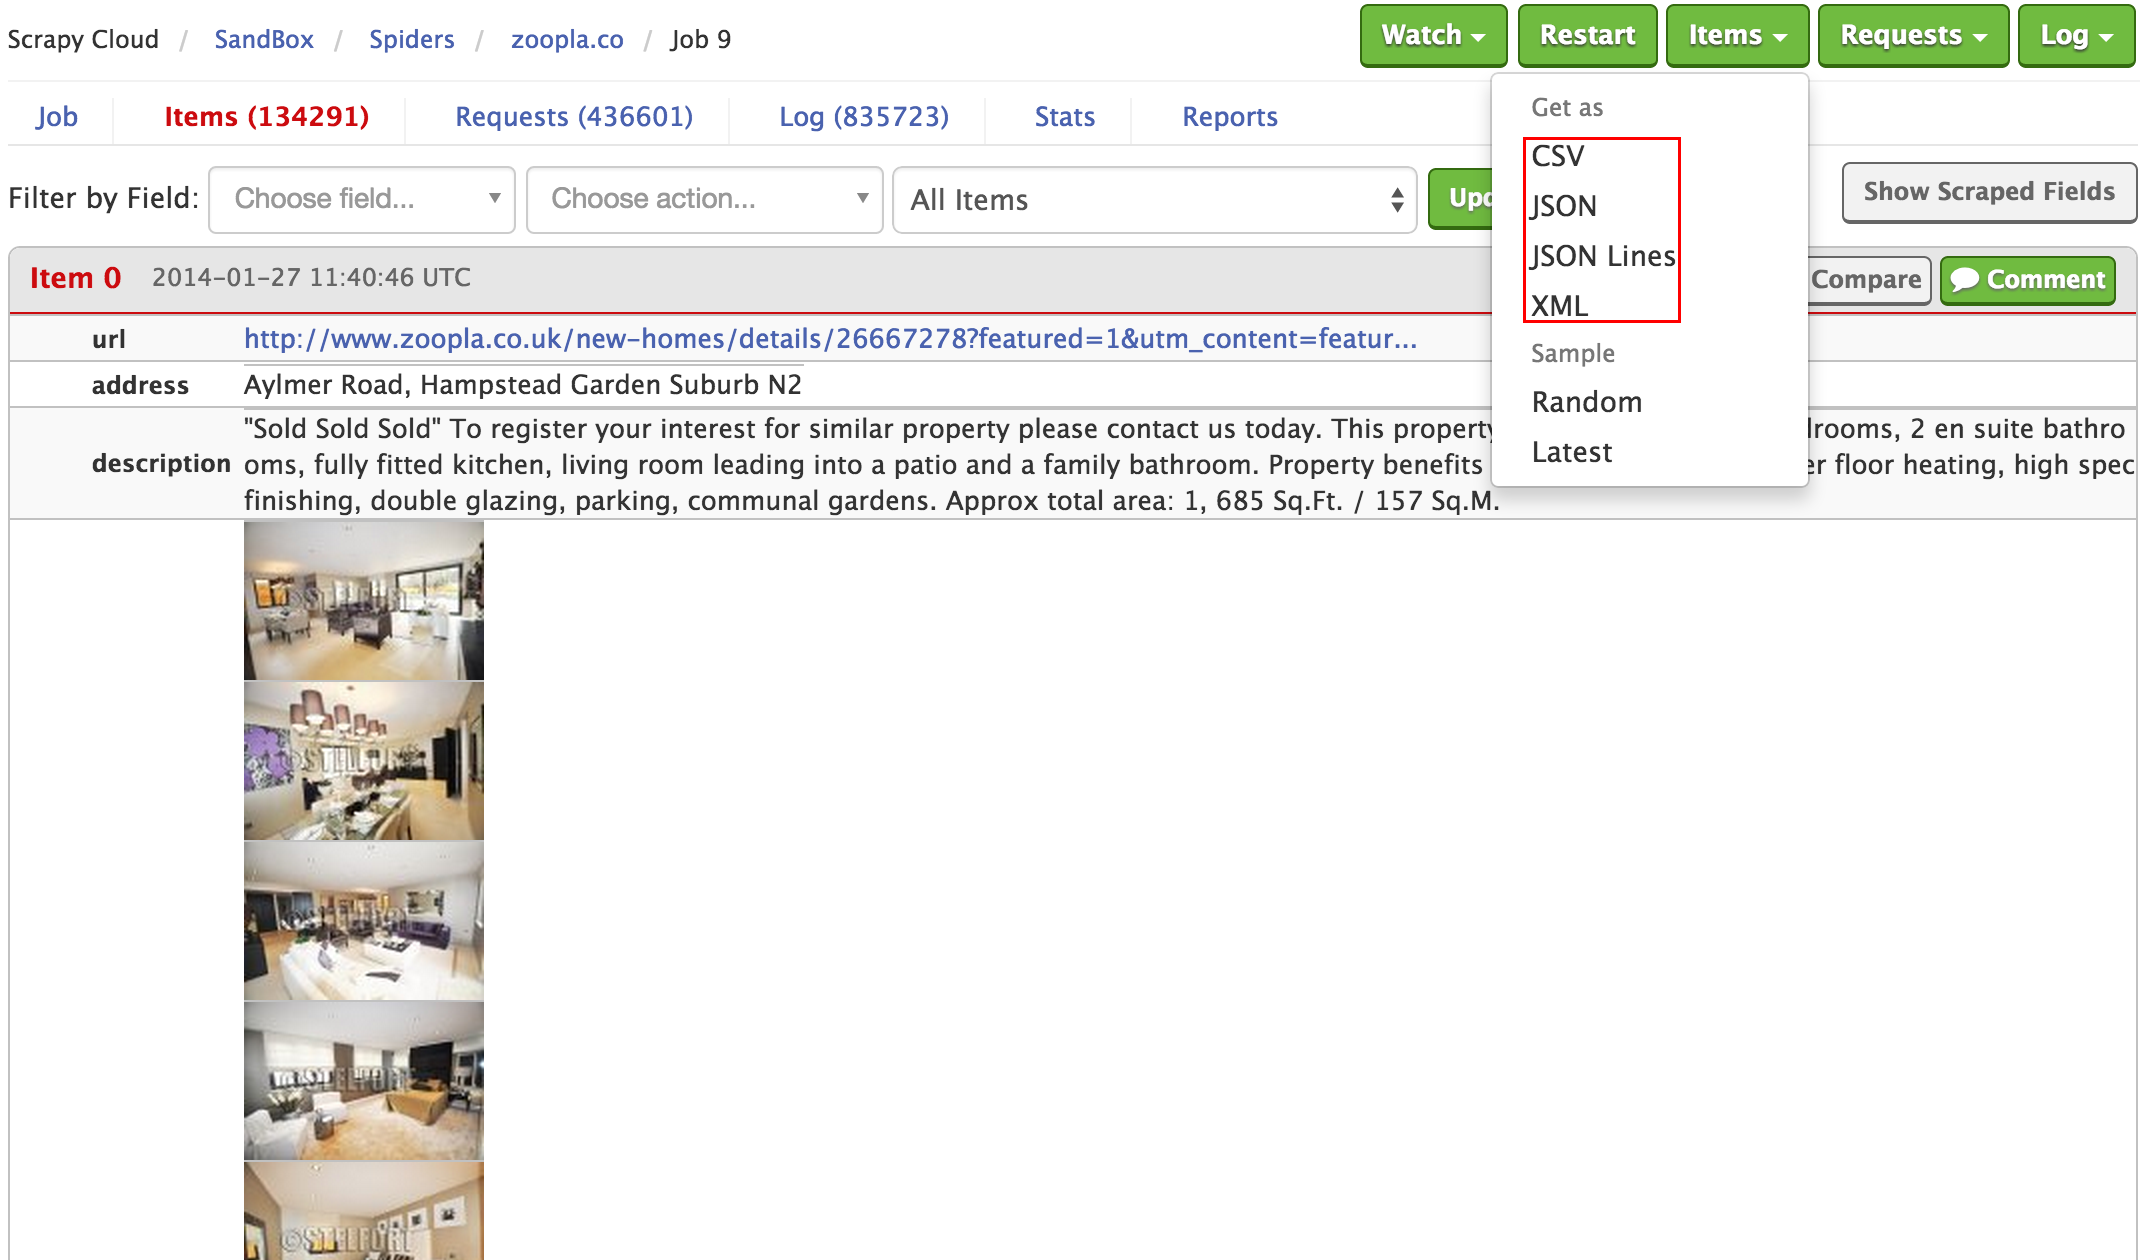 Scrapy Cloud / SandBox / Spiders / zoopla.co / Job 9
Watch Restart Items Requests Log
Job Items (134291) Requests (436601) Log (835723) Stats Reports
Get as
CSV
JSON
JSON Lines
XML
Sample
Random
Latest
Filter by Field: Choose field... Choose action... All Items Upd Show Scraped Fields
Item 0 2014-01-27 11:40:46 UTC Compare Comment
url http://www.zoopla.co.uk/new-homes/details/26667278?featured=1&utm_content=featur...
address Aylmer Road, Hampstead Garden Suburb N2
description "Sold Sold Sold" To register your interest for similar property please contact us today. This property rooms, 2 en suite bathro
oms, fully fitted kitchen, living room leading into a patio and a family bathroom. Property benefits er floor heating, high spec
finishing, double glazing, parking, communal gardens. Approx total area: 1, 685 Sq.Ft. / 157 Sq.M.
©STELFORT